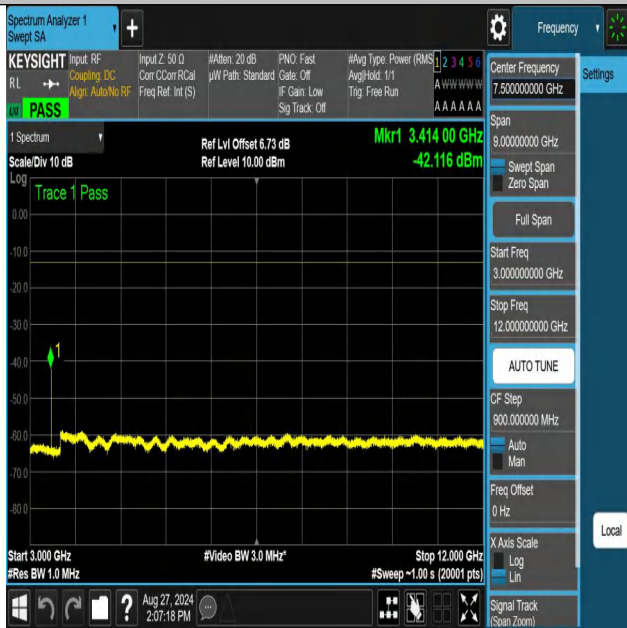 Spectrum Analyzer 1
Swept SA
+
Frequency
KEYSIGHT
RL
Input: RF
Coupling: DC
Align: Auto/No RF
Input Z: 50 Ω
Corr CCorr RCal
Freq Ref: Int (S)
#Atten: 20 dB
µW Path: Standard
PNO: Fast
Gate: Off
IF Gain: Low
Sig Track: Off
#Avg Type: Power (RMS
Avg|Hold: 1/1
Trig: Free Run
1 2 3 4 5 6
A W W W W W
A A A A A A
LXI PASS
1 Spectrum
Scale/Div 10 dB
Ref Lvl Offset 6.73 dB
Ref Level 10.00 dBm
Mkr1 3.414 00 GHz
-42.116 dBm
Log
Trace 1 Pass
0.00
-10.0
-20.0
-30.0
-40.0
-50.0
-60.0
-70.0
-80.0
1
Start 3.000 GHz
#Res BW 1.0 MHz
#Video BW 3.0 MHz*
Stop 12.000 GHz
#Sweep ~1.00 s (20001 pts)
Aug 27, 2024
2:07:18 PM
?
Center Frequency
7.500000000 GHz
Span
9.00000000 GHz
Swept Span
Zero Span
Full Span
Start Freq
3.000000000 GHz
Stop Freq
12.000000000 GHz
AUTO TUNE
CF Step
900.000000 MHz
Auto
Man
Freq Offset
0 Hz
X Axis Scale
Log
Lin
Signal Track
(Span Zoom)
Settings
Local